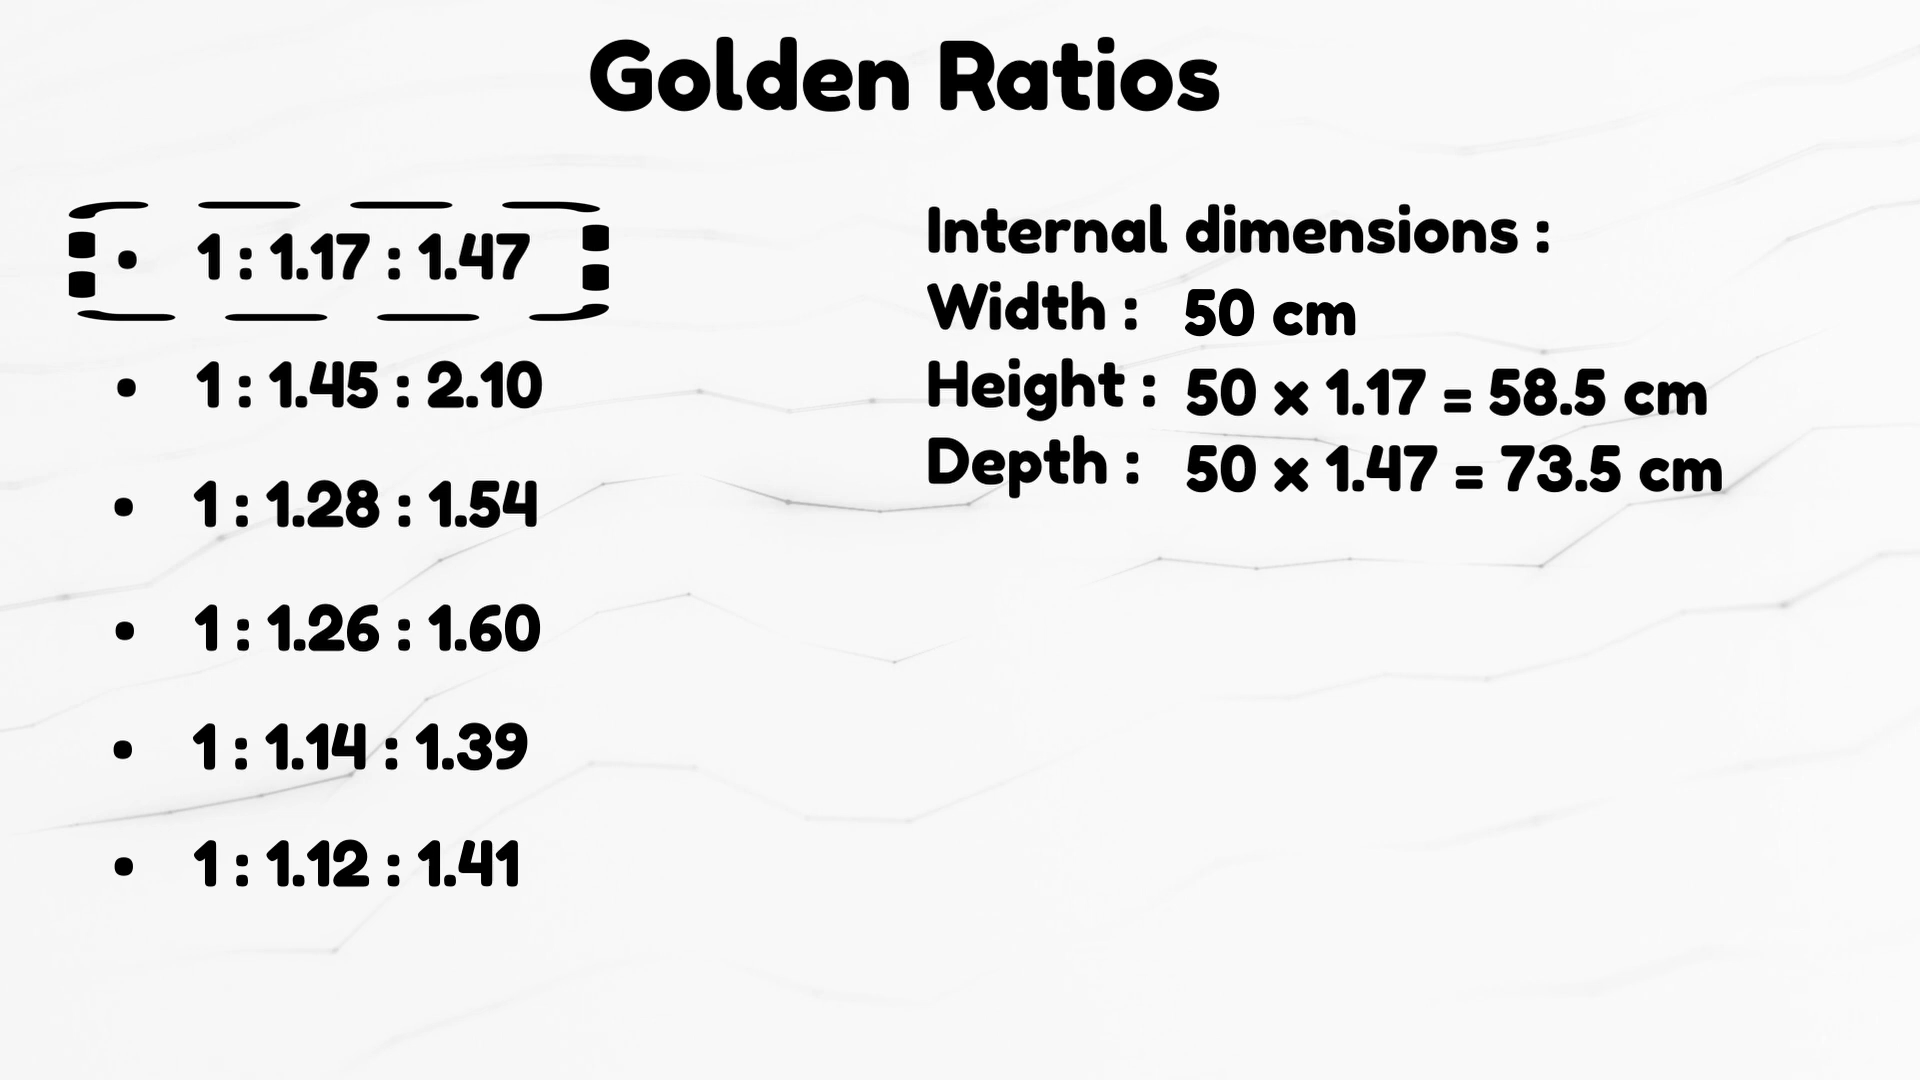 Golden Ratios
• 1 : 1.17 : 1.47
• 1 : 1.45 : 2.10
• 1 : 1.28 : 1.54
• 1 : 1.26 : 1.60
• 1 : 1.14 : 1.39
• 1 : 1.12 : 1.41
Internal dimensions :
Width : 50 cm
Height : 50 x 1.17 = 58.5 cm
Depth : 50 x 1.47 = 73.5 cm